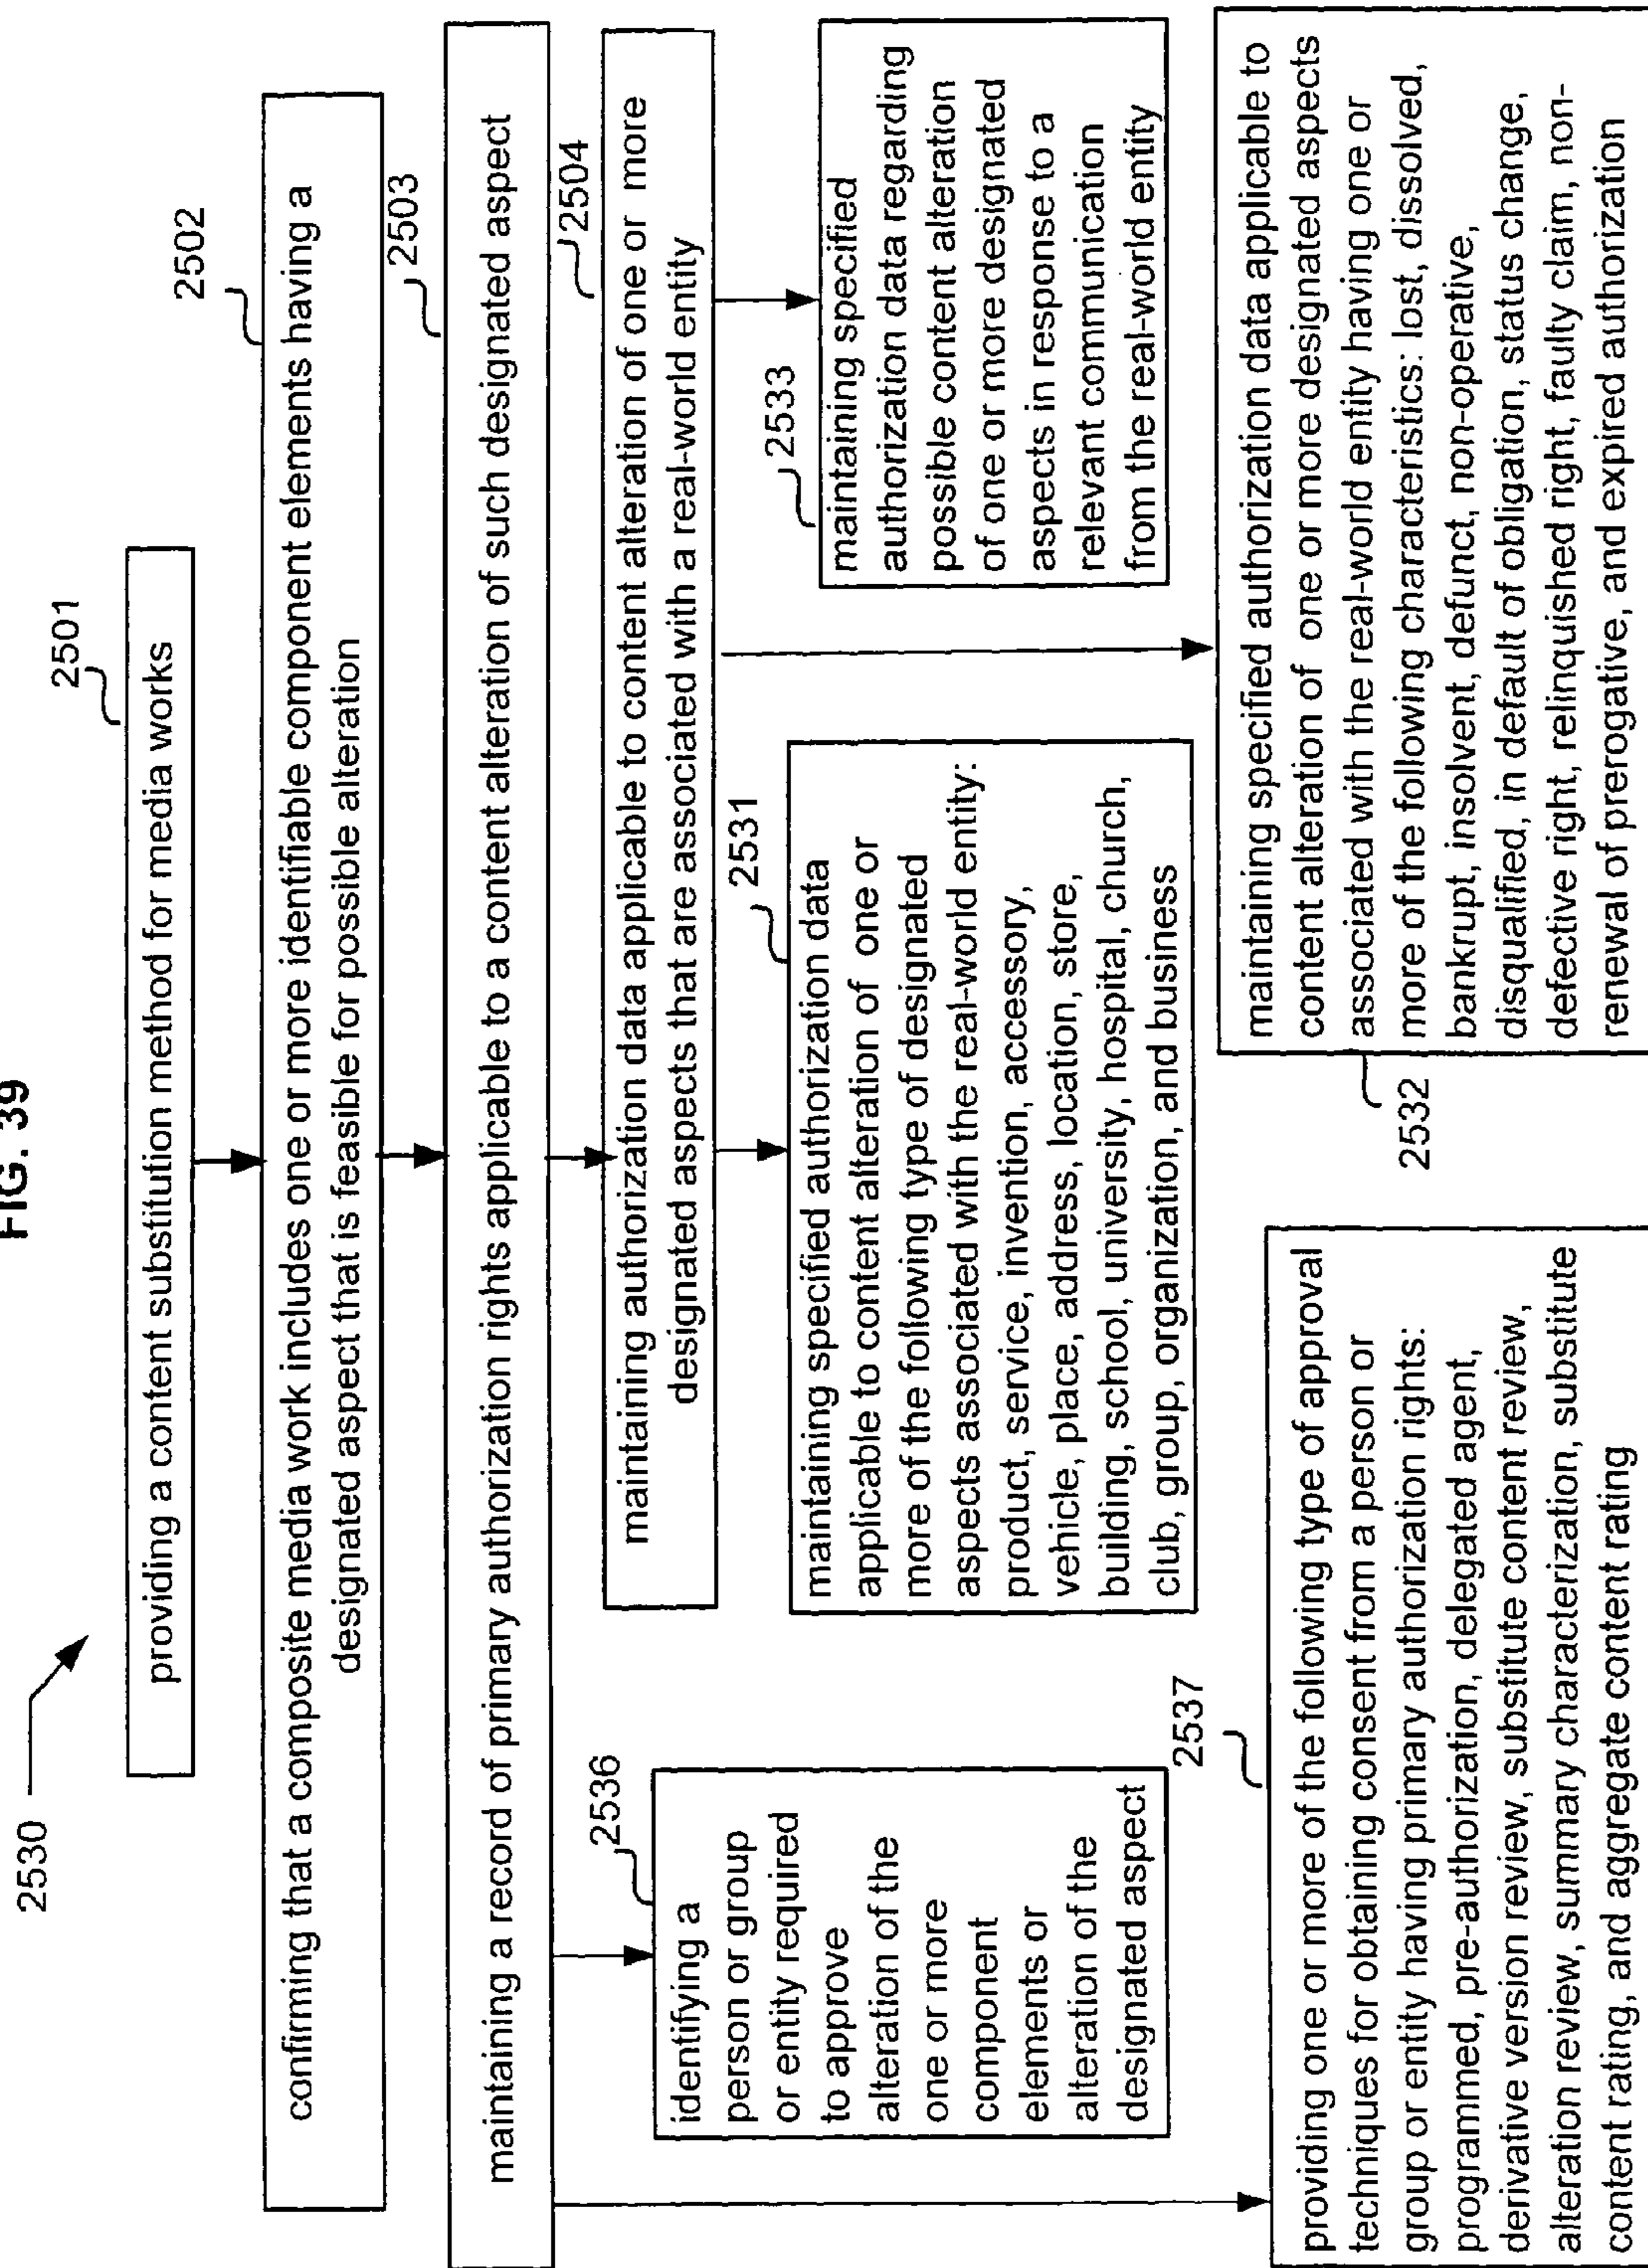 FIG. 39
2530
2501
providing a content substitution method for media works
2502
confirming that a composite media work includes one or more identifiable component elements having a
designated aspect that is feasible for possible alteration
2503
maintaining a record of primary authorization rights applicable to a content alteration of such designated aspect
2504
maintaining authorization data applicable to content alteration of one or more
designated aspects that are associated with a real-world entity
2536
identifying a
person or group
or entity required
to approve
alteration of the
one or more
component
elements or
alteration of the
designated aspect
2531
maintaining specified authorization data
applicable to content alteration of one or
more of the following type of designated
aspects associated with the real-world entity:
product, service, invention, accessory,
vehicle, place, address, location, store,
building, school, university, hospital, church,
club, group, organization, and business
2533
maintaining specified
authorization data regarding
possible content alteration
of one or more designated
aspects in response to a
relevant communication
from the real-world entity
2537
providing one or more of the following type of approval
techniques for obtaining consent from a person or
group or entity having primary authorization rights:
programmed, pre-authorization, delegated agent,
derivative version review, substitute content review,
alteration review, summary characterization, substitute
content rating, and aggregate content rating
2532
maintaining specified authorization data applicable to
content alteration of one or more designated aspects
associated with the real-world entity having one or
more of the following characteristics: lost, dissolved,
bankrupt, insolvent, defunct, non-operative,
disqualified, in default of obligation, status change,
defective right, relinquished right, faulty claim, non-
renewal of prerogative, and expired authorization